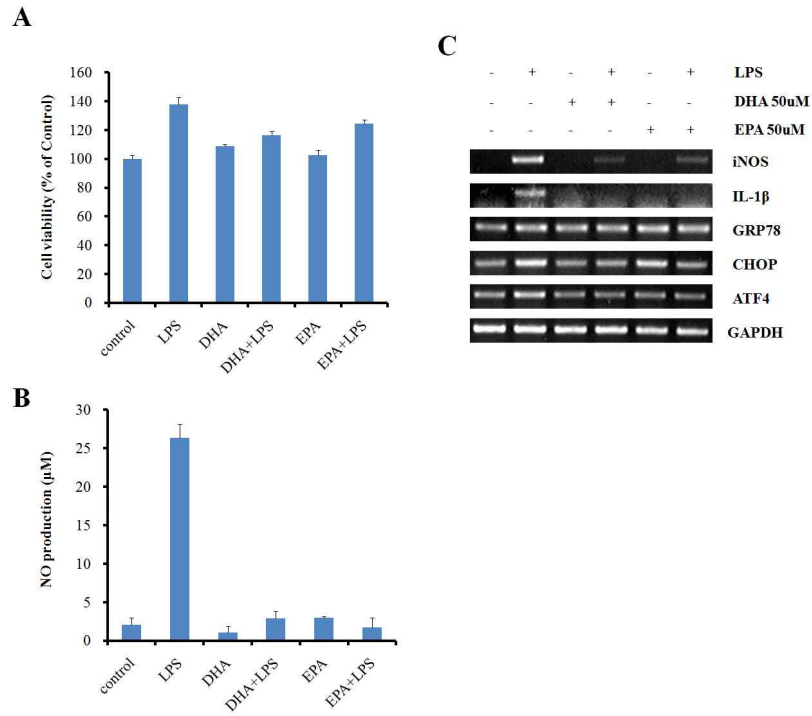 A
Cell viability (% of Control)
160
140
120
100
80
60
40
20
0
control
LPS
DHA
DHA+LPS
EPA
EPA+LPS
B
NO production (µM)
30
25
20
15
10
5
0
control
LPS
DHA
DHA+LPS
EPA
EPA+LPS
C
- + - + - + LPS
- - + + - - DHA 50uM
- - - - + + EPA 50uM
iNOS
IL-1β
GRP78
CHOP
ATF4
GAPDH